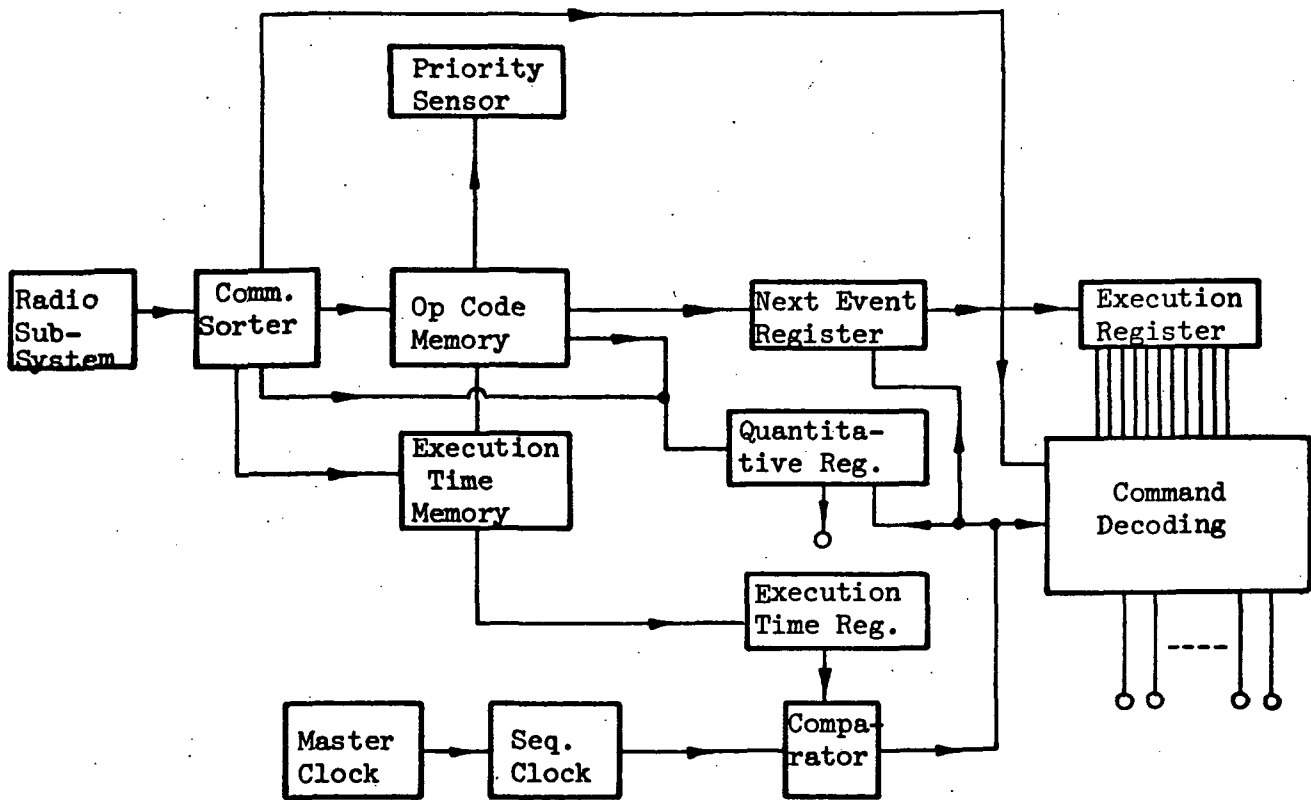 Priority
Sensor
Radio
Sub-
System
Comm.
Sorter
Op Code
Memory
Next Event
Register
Execution
Register
Execution
Time
Memory
Quantita-
tive Reg.
Command
Decoding
Execution
Time Reg.
Master
Clock
Seq.
Clock
Compa-
rator